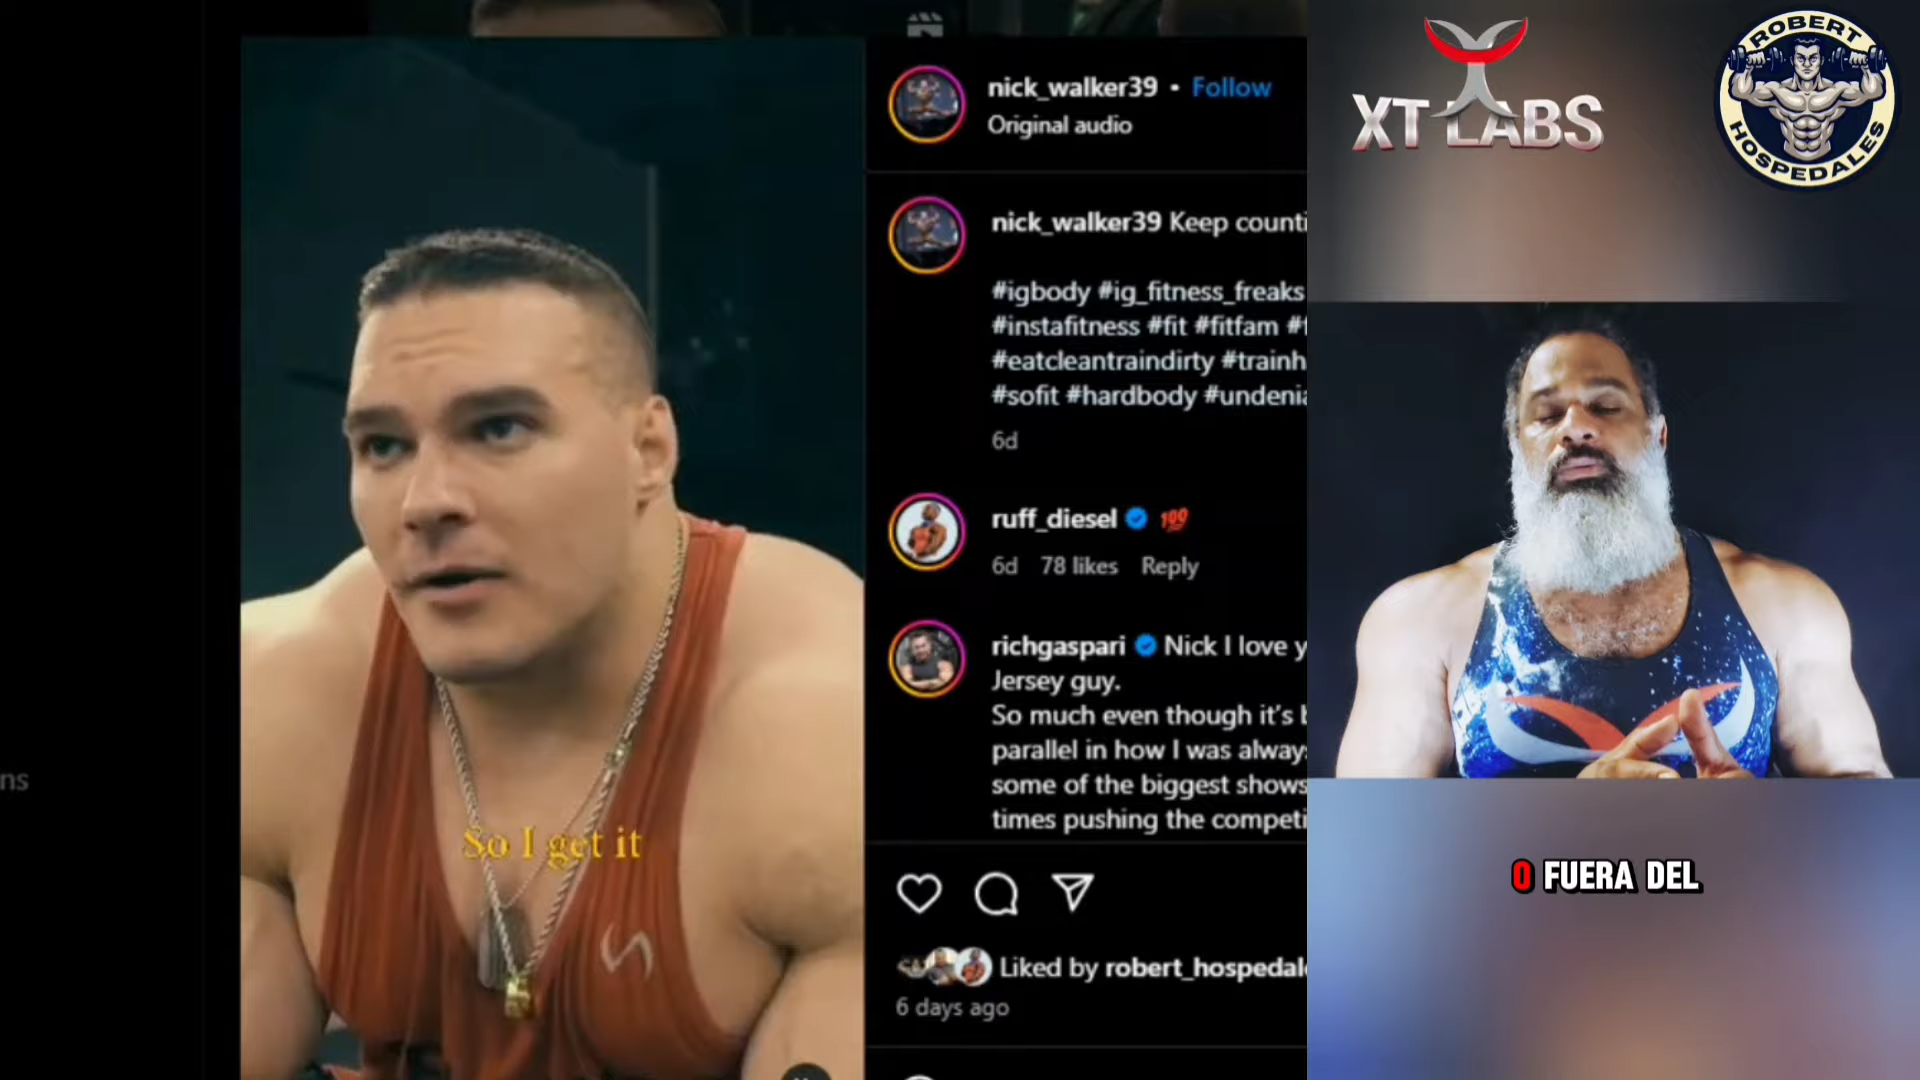 nick_walker39 • Follow
Original audio
nick_walker39 Keep counti
#igbody #ig_fitness_freaks
#instafitness #fit #fitfam #f
#eatcleantraindirty #trainh
#sofit #hardbody #undenia
6d
ruff_diesel 💯
6d 78 likes Reply
richgaspari Nick I love y
Jersey guy.
So much even though it's b
parallel in how I was always
some of the biggest shows
times pushing the competi
Liked by robert_hospedale
6 days ago
ns
So I get it
XT LABS
ROBERT
HOSPEDALES
O FUERA DEL